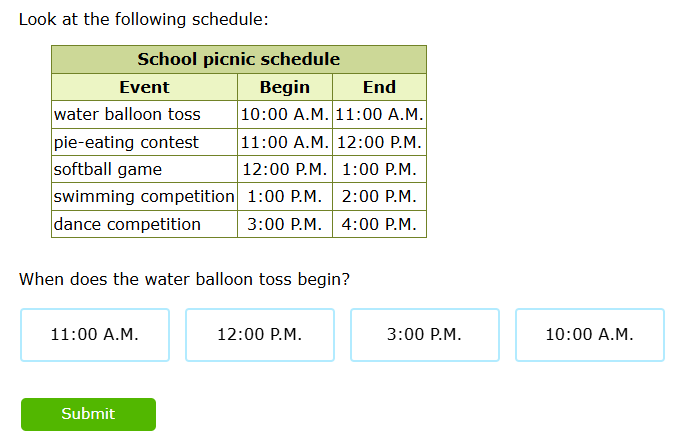 Look at the following schedule:
School picnic schedule
Event Begin End
water balloon toss 10:00 A.M. 11:00 A.M.
pie-eating contest 11:00 A.M. 12:00 P.M.
softball game 12:00 P.M. 1:00 P.M.
swimming competition 1:00 P.M. 2:00 P.M.
dance competition 3:00 P.M. 4:00 P.M.
When does the water balloon toss begin?
11:00 A.M. 12:00 P.M. 3:00 P.M. 10:00 A.M.
Submit